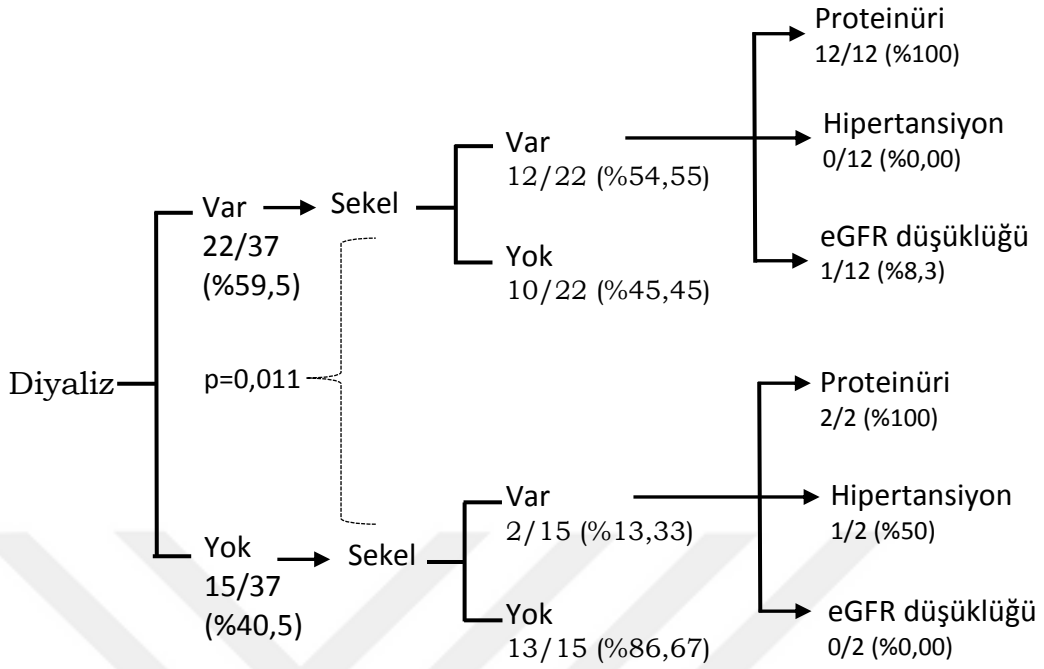 Diyaliz
Var
22/37
(%59,5)
Sekel
Var
12/22 (%54,55)
Proteinüri
12/12 (%100)
Hipertansiyon
0/12 (%0,00)
eGFR düşüklüğü
1/12 (%8,3)
Yok
10/22 (%45,45)
p=0,011
Yok
15/37
(%40,5)
Sekel
Var
2/15 (%13,33)
Proteinüri
2/2 (%100)
Hipertansiyon
1/2 (%50)
eGFR düşüklüğü
0/2 (%0,00)
Yok
13/15 (%86,67)